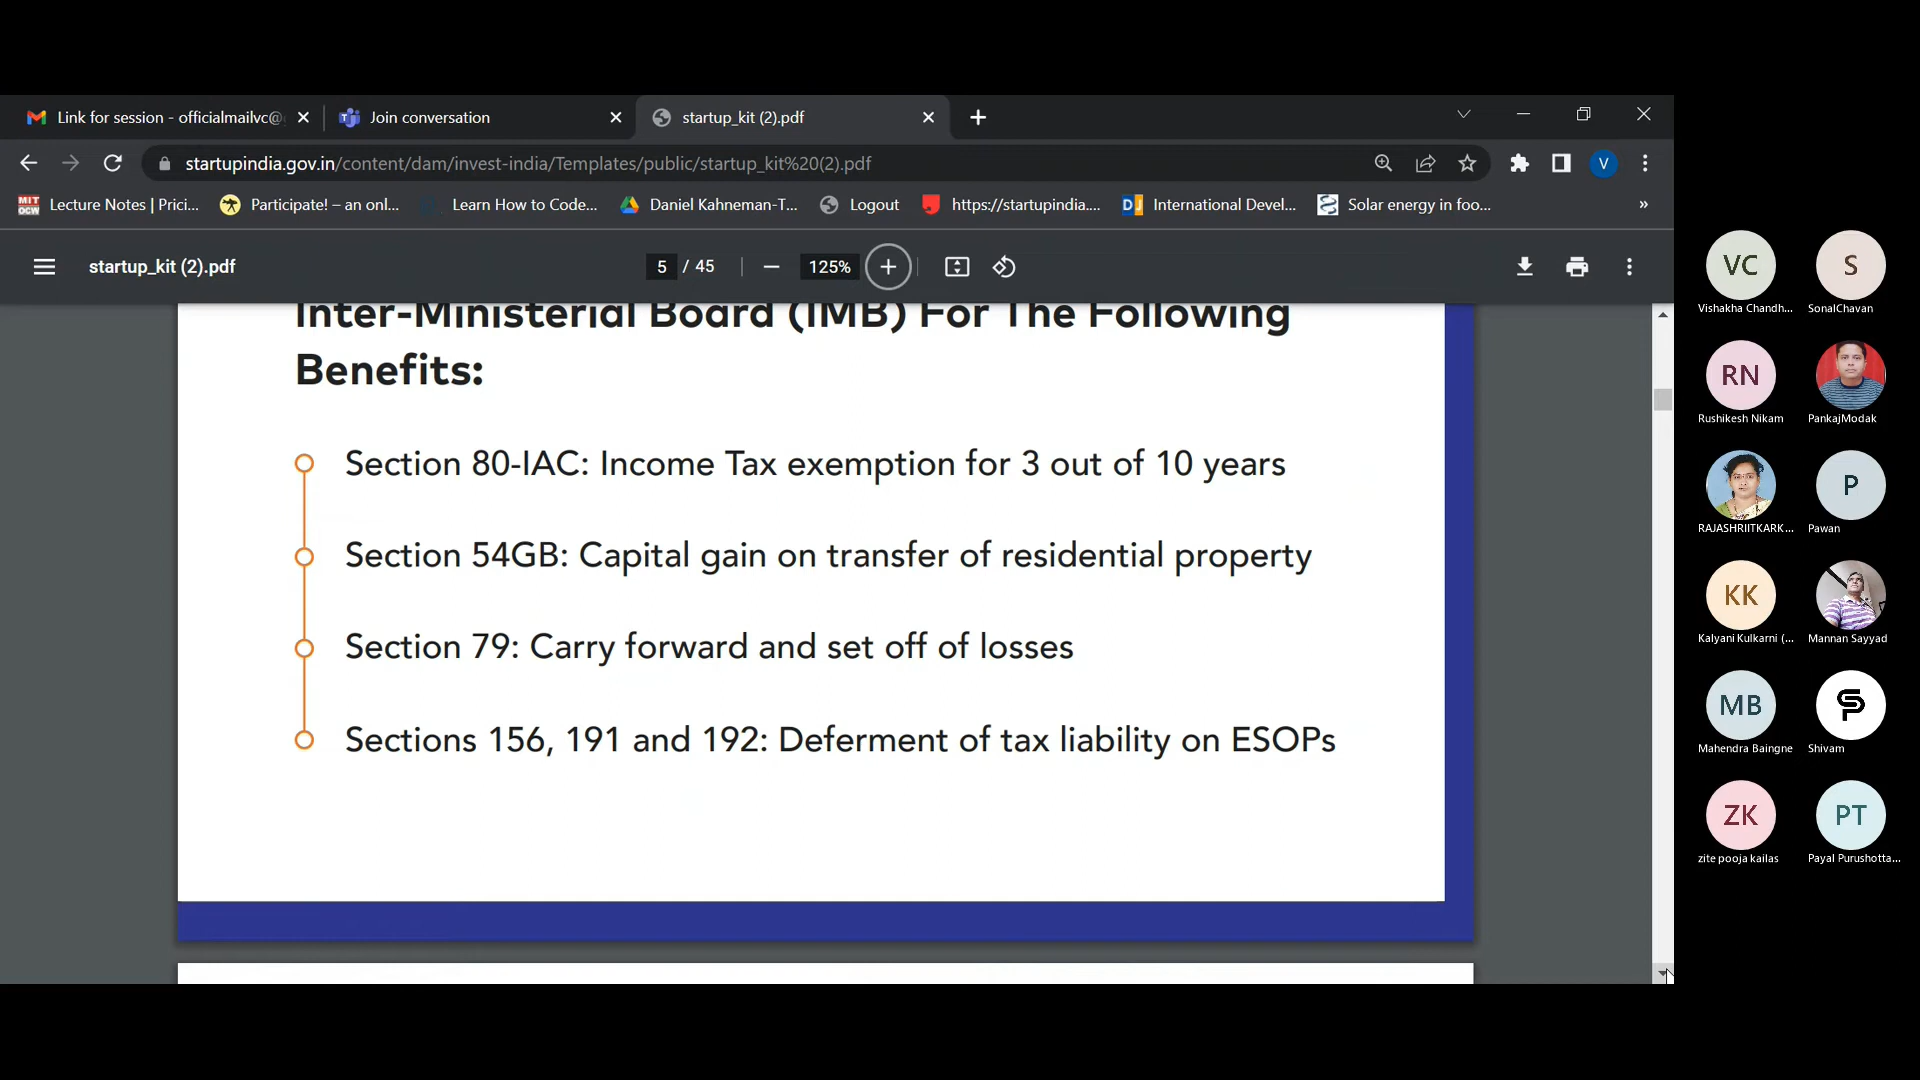 Link for session - officialmailvc@
Join conversation
startup_kit (2).pdf
startupindia.gov.in/content/dam/invest-india/Templates/public/startup_kit%20(2).pdf
V
MIT OCW
Lecture Notes | Prici...
Participate! – an onl...
Learn How to Code...
Daniel Kahneman-T...
Logout
https://startupindia....
DJ
International Devel...
Solar energy in foo...
»
startup_kit (2).pdf
5 / 45
125%
Inter-Ministerial Board (IMB) For The Following
Benefits:
Section 80-IAC: Income Tax exemption for 3 out of 10 years
Section 54GB: Capital gain on transfer of residential property
Section 79: Carry forward and set off of losses
Sections 156, 191 and 192: Deferment of tax liability on ESOPs
VC
Vishakha Chandh...
S
SonalChavan
RN
Rushikesh Nikam
PankajModak
RAJASHRIITKARK...
P
Pawan
KK
Kalyani Kulkarni (...
Mannan Sayyad
MB
Mahendra Baingne
Shivam
ZK
zite pooja kailas
PT
Payal Purushotta...